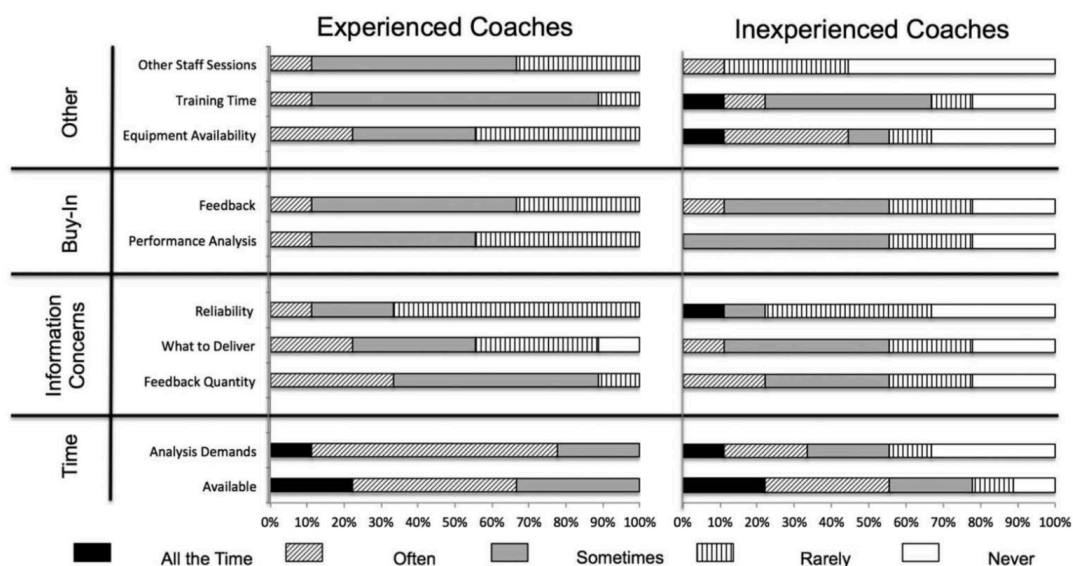 Experienced Coaches
Inexperienced Coaches
Other
Other Staff Sessions
Training Time
Equipment Availability
Buy-In
Feedback
Performance Analysis
Information
Concerns
Reliability
What to Deliver
Feedback Quantity
Time
Analysis Demands
Available
0% 10% 20% 30% 40% 50% 60% 70% 80% 90% 100%
0% 10% 20% 30% 40% 50% 60% 70% 80% 90% 100%
All the Time Often Sometimes Rarely Never